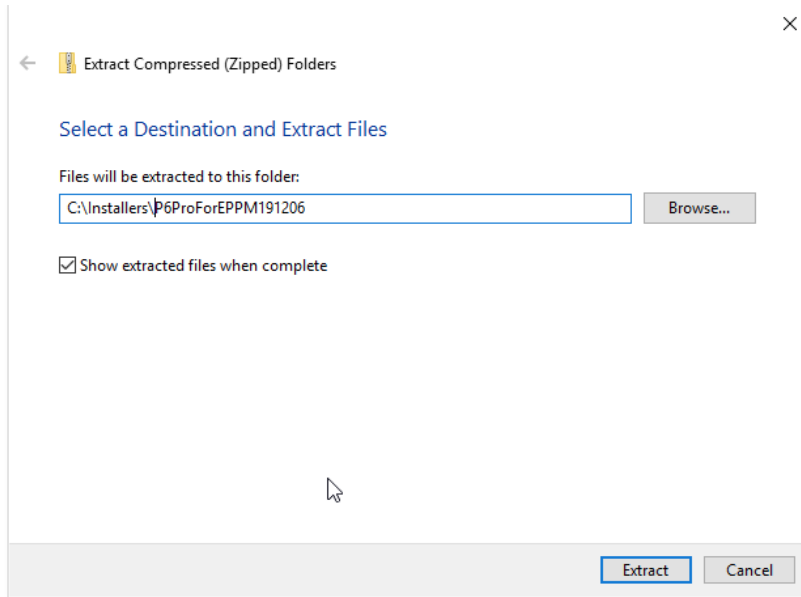 Extract Compressed (Zipped) Folders
Select a Destination and Extract Files
Files will be extracted to this folder:
C:\Installers\P6ProForEPPM191206
Browse...
Show extracted files when complete
Extract
Cancel